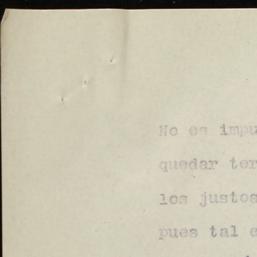 No es impu
quedar ter
los justos
pues tal e